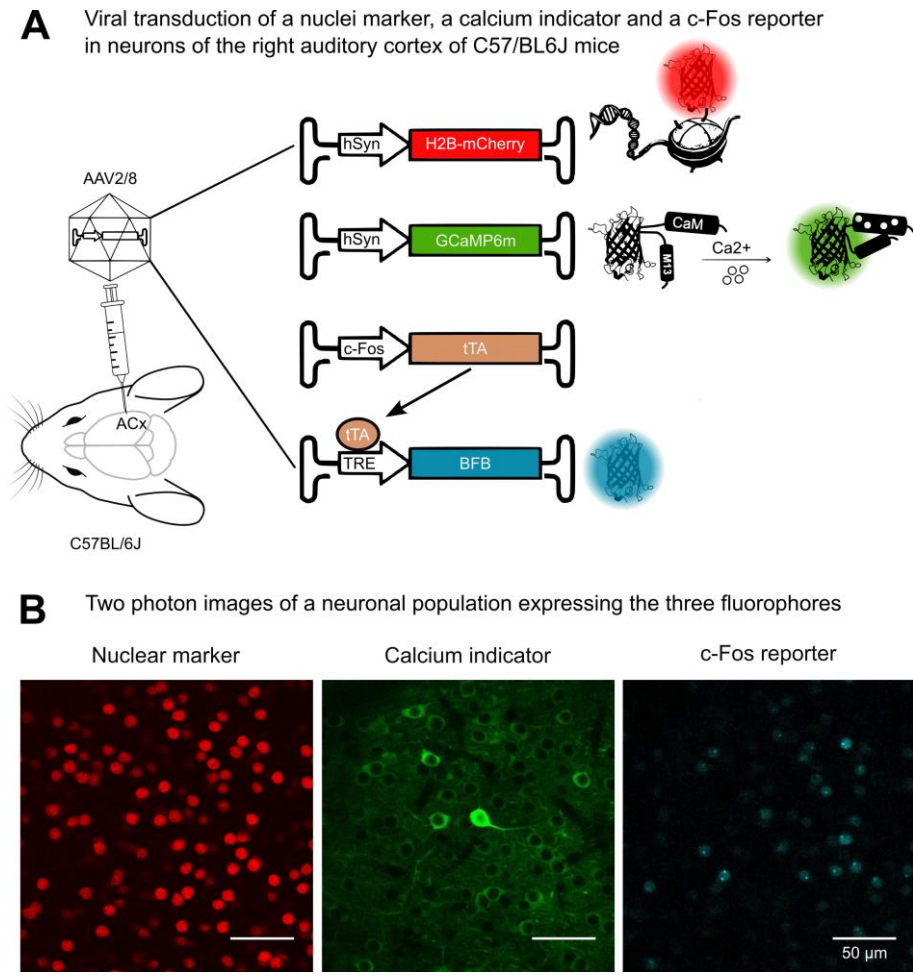 A Viral transduction of a nuclei marker, a calcium indicator and a c-Fos reporter
in neurons of the right auditory cortex of C57/BL6J mice
AAV2/8
hSyn
H2B-mCherry
hSyn
GCaMP6m
CaM
M13
Ca2+
c-Fos
tTA
tTA
TRE
BFB
ACx
C57BL/6J
B Two photon images of a neuronal population expressing the three fluorophores
Nuclear marker
Calcium indicator
c-Fos reporter
50 µm